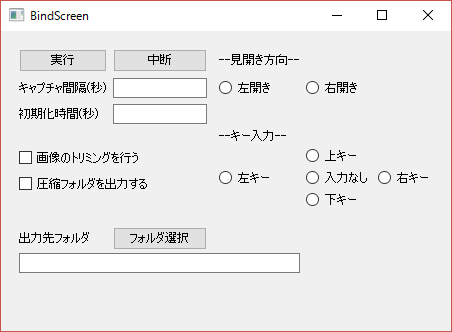 BindScreen
実行 中断 --見開き方向--
キャプチャ間隔(秒) 左開き 右開き
初期化時間(秒)
--キー入力--
画像のトリミングを行う 上キー
左キー 入力なし 右キー
圧縮フォルダを出力する
下キー
出力先フォルダ フォルダ選択